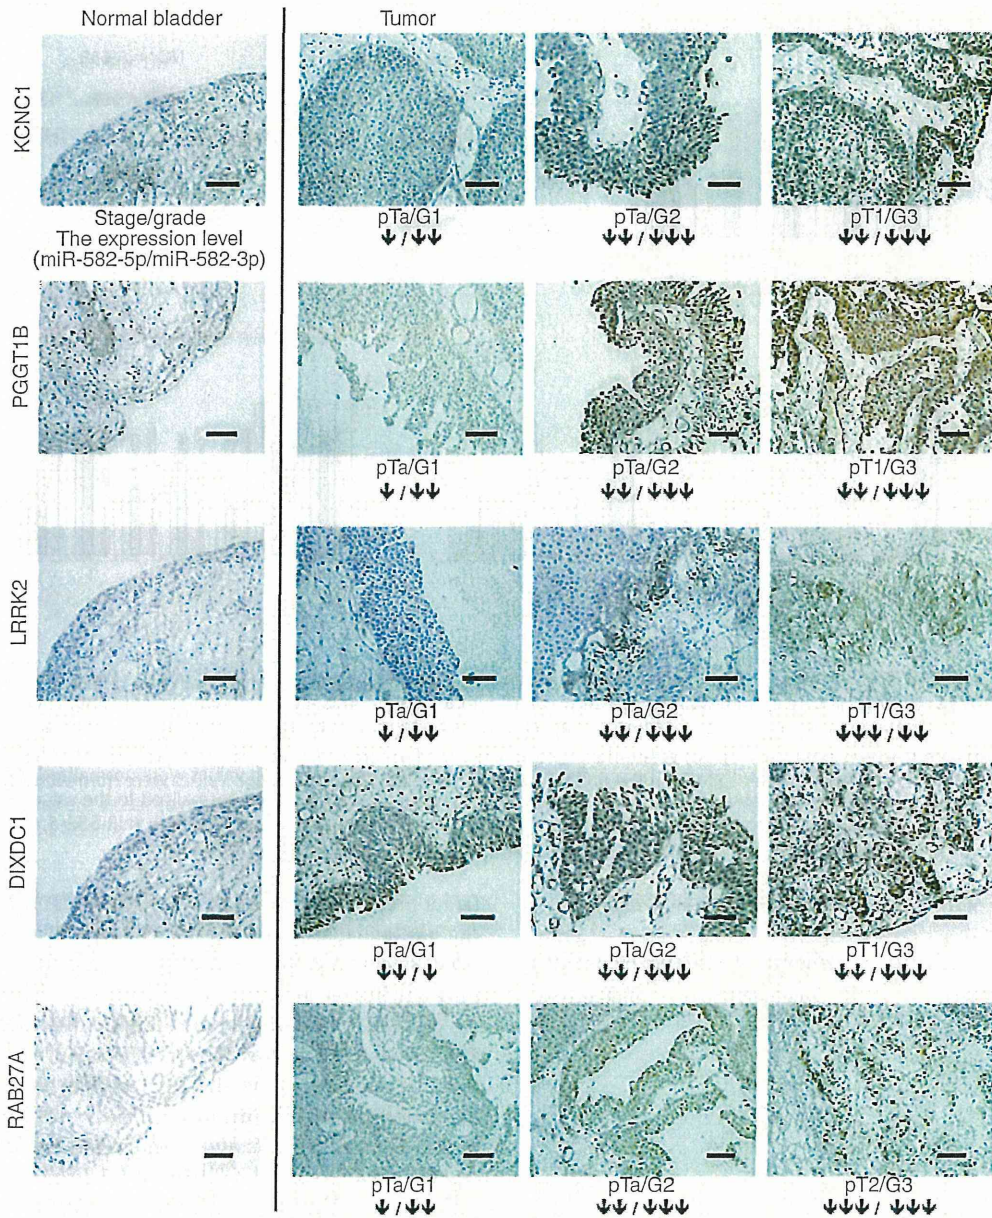 Normal bladder
Tumor
KCNC1
Stage/grade
The expression level
(miR-582-5p/miR-582-3p)
pTa/G1
↓ / ↓↓
pTa/G2
↓↓ / ↓↓↓
pT1/G3
↓↓ / ↓↓↓
PGGT1B
pTa/G1
↓ / ↓↓
pTa/G2
↓↓ / ↓↓↓
pT1/G3
↓↓ / ↓↓↓
LRRK2
pTa/G1
↓ / ↓↓
pTa/G2
↓↓ / ↓↓↓
pT1/G3
↓↓↓ / ↓↓
DIXDC1
pTa/G1
↓↓ / ↓
pTa/G2
↓↓ / ↓↓↓
pT1/G3
↓↓ / ↓↓↓
RAB27A
pTa/G1
↓ / ↓↓
pTa/G2
↓↓ / ↓↓↓
pT2/G3
↓↓↓ / ↓↓↓